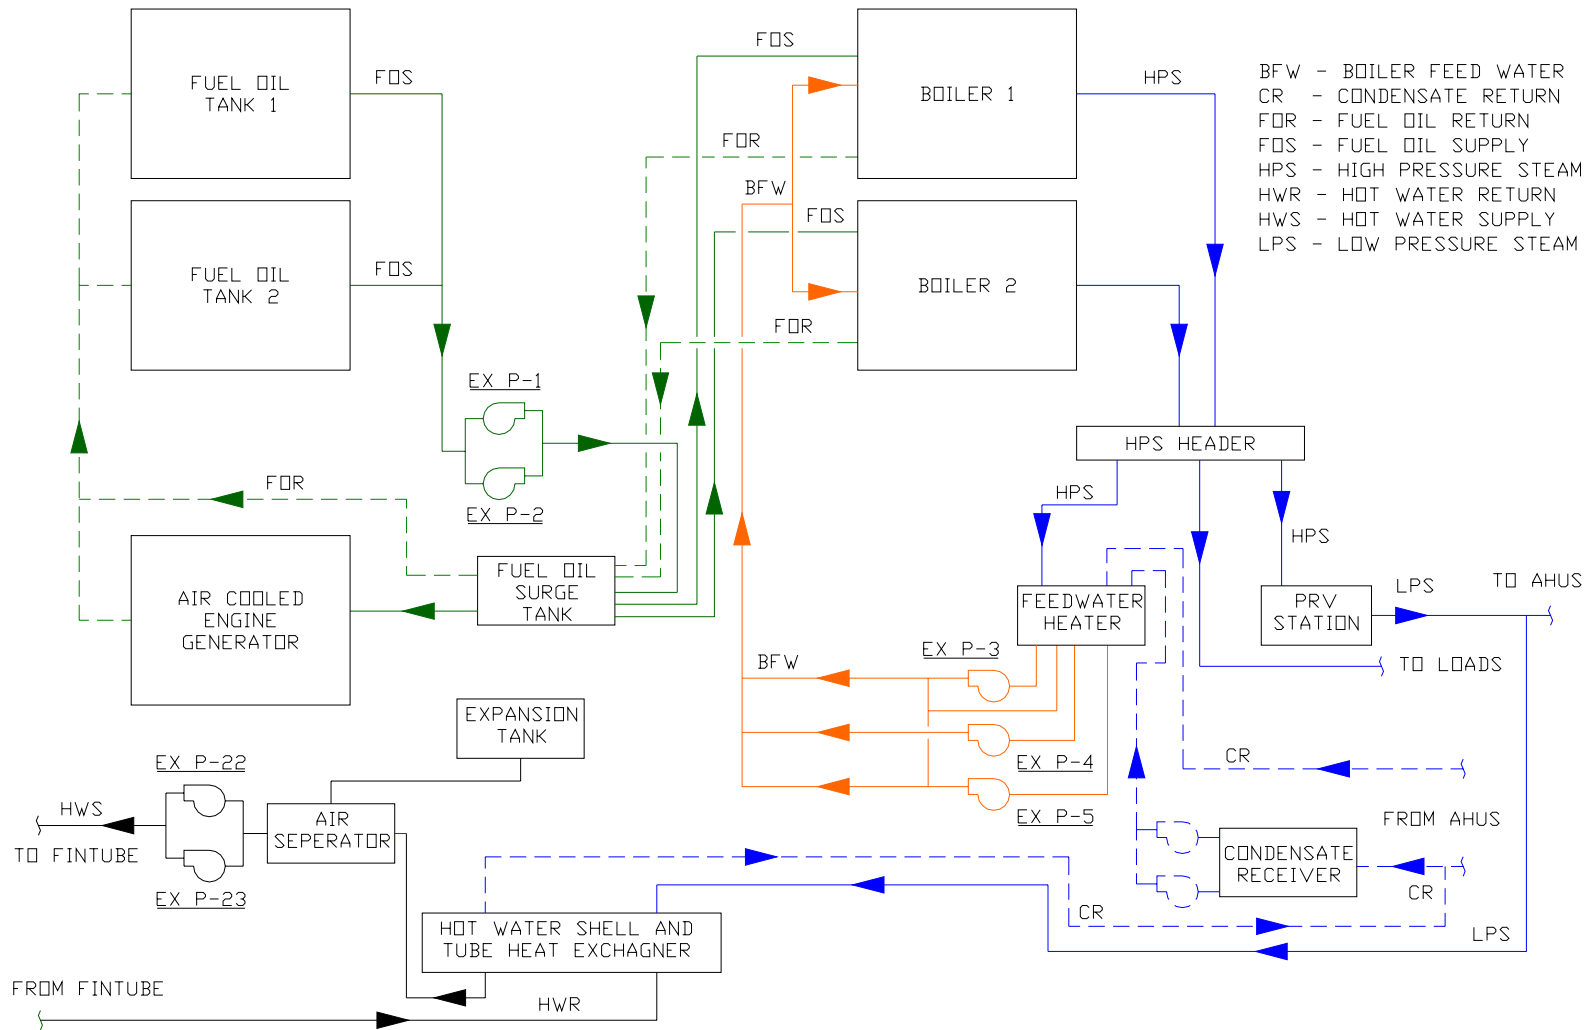 FUEL OIL
TANK 1
FOS
FOS
BOILER 1
HPS
BFW - BOILER FEED WATER
CR - CONDENSATE RETURN
FOR - FUEL OIL RETURN
FOS - FUEL OIL SUPPLY
HPS - HIGH PRESSURE STEAM
HWR - HOT WATER RETURN
HWS - HOT WATER SUPPLY
LPS - LOW PRESSURE STEAM
FOR
BFW
FUEL OIL
TANK 2
FOS
FOS
BOILER 2
FOR
EX P-1
EX P-2
HPS HEADER
FOR
HPS
HPS
AIR COOLED
ENGINE
GENERATOR
FUEL OIL
SURGE
TANK
FEEDWATER
HEATER
PRV
STATION
LPS
TO AHUS
TO LOADS
BFW
EX P-3
EX P-4
EX P-5
CR
EXPANSION
TANK
EX P-22
HWS
TO FINTUBE
AIR
SEPERATOR
EX P-23
FROM AHUS
CONDENSATE
RECEIVER
CR
CR
LPS
HOT WATER SHELL AND
TUBE HEAT EXCHAGNER
FROM FINTUBE
HWR